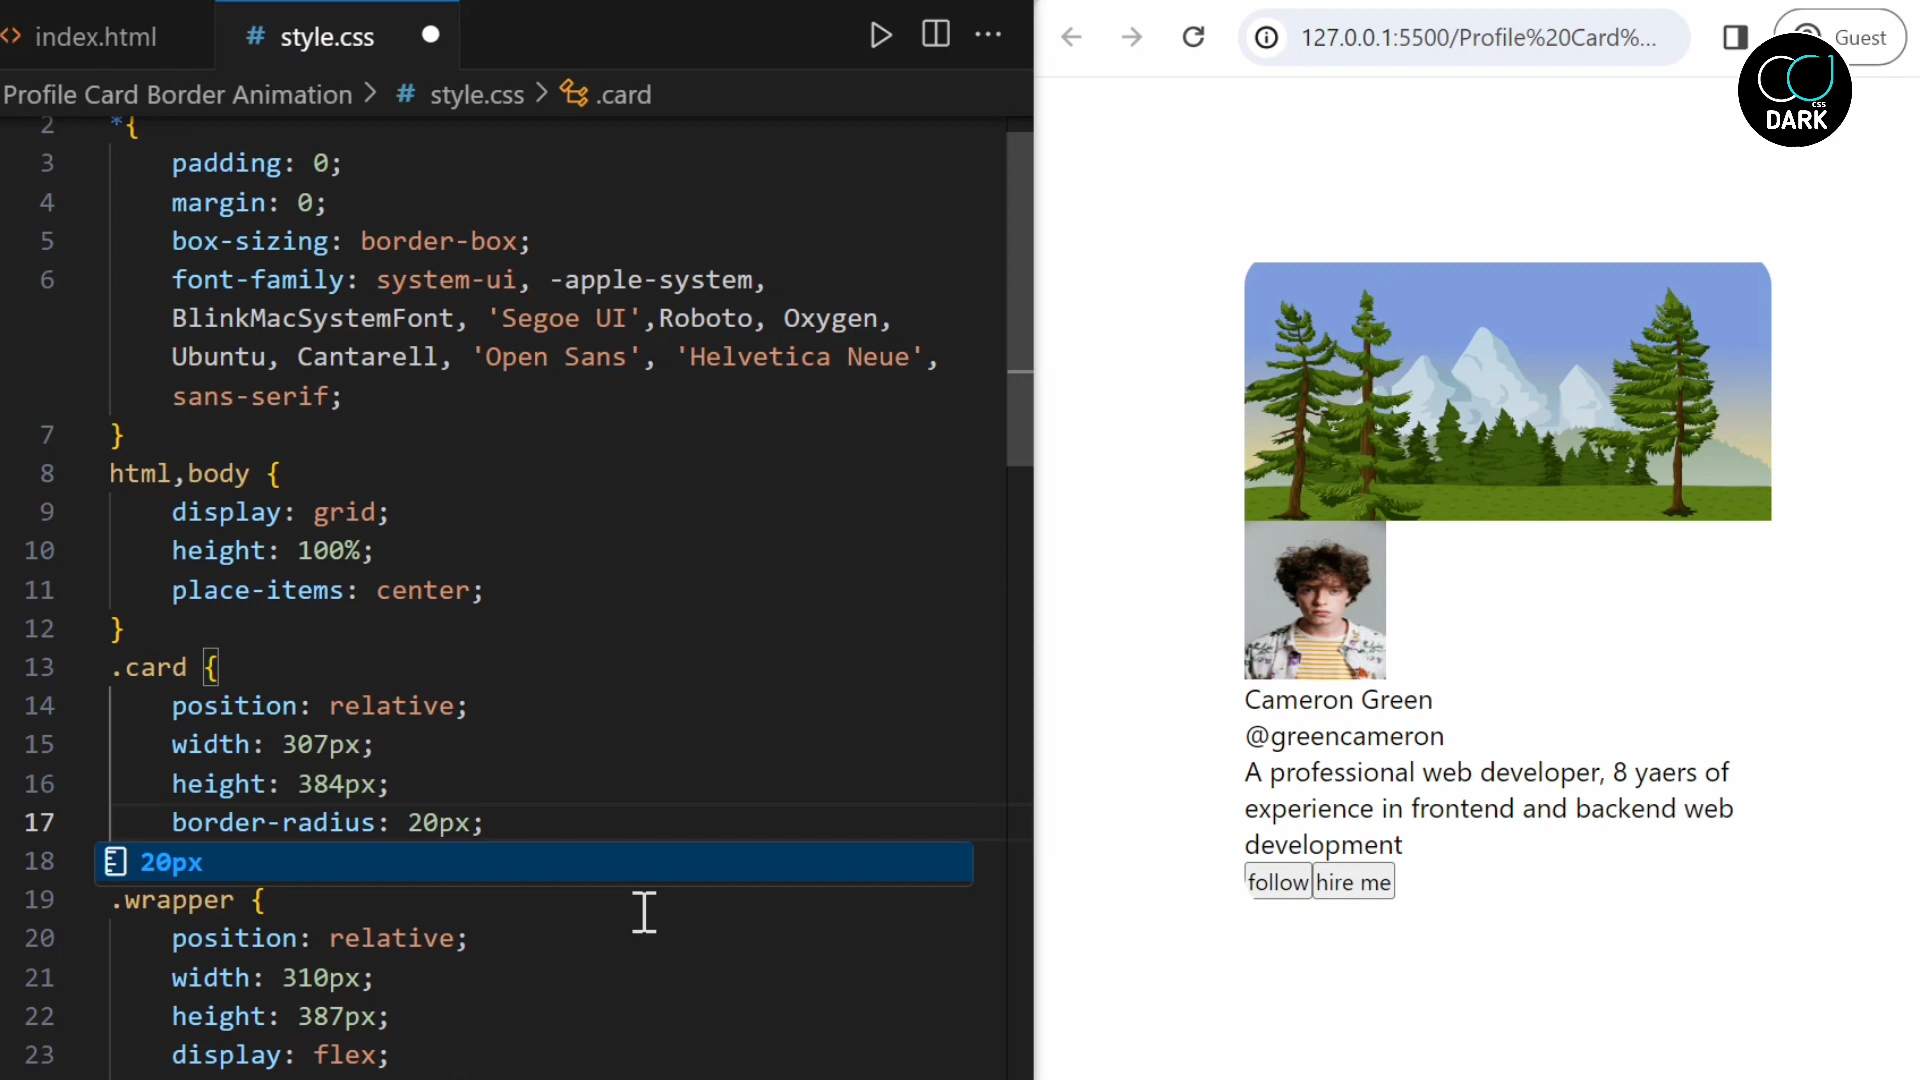 index.html
# style.css
Profile Card Border Animation > # style.css > .card
2 *{
3 padding: 0;
4 margin: 0;
5 box-sizing: border-box;
6 font-family: system-ui, -apple-system,
BlinkMacSystemFont, 'Segoe UI',Roboto, Oxygen,
Ubuntu, Cantarell, 'Open Sans', 'Helvetica Neue',
sans-serif;
7 }
8 html,body {
9 display: grid;
10 height: 100%;
11 place-items: center;
12 }
13 .card {
14 position: relative;
15 width: 307px;
16 height: 384px;
17 border-radius: 20px;
18 20px
19 .wrapper {
20 position: relative;
21 width: 310px;
22 height: 387px;
23 display: flex;
127.0.0.1:5500/Profile%20Card%...
Guest
css
DARK
Cameron Green
@greencameron
A professional web developer, 8 yaers of
experience in frontend and backend web
development
follow hire me